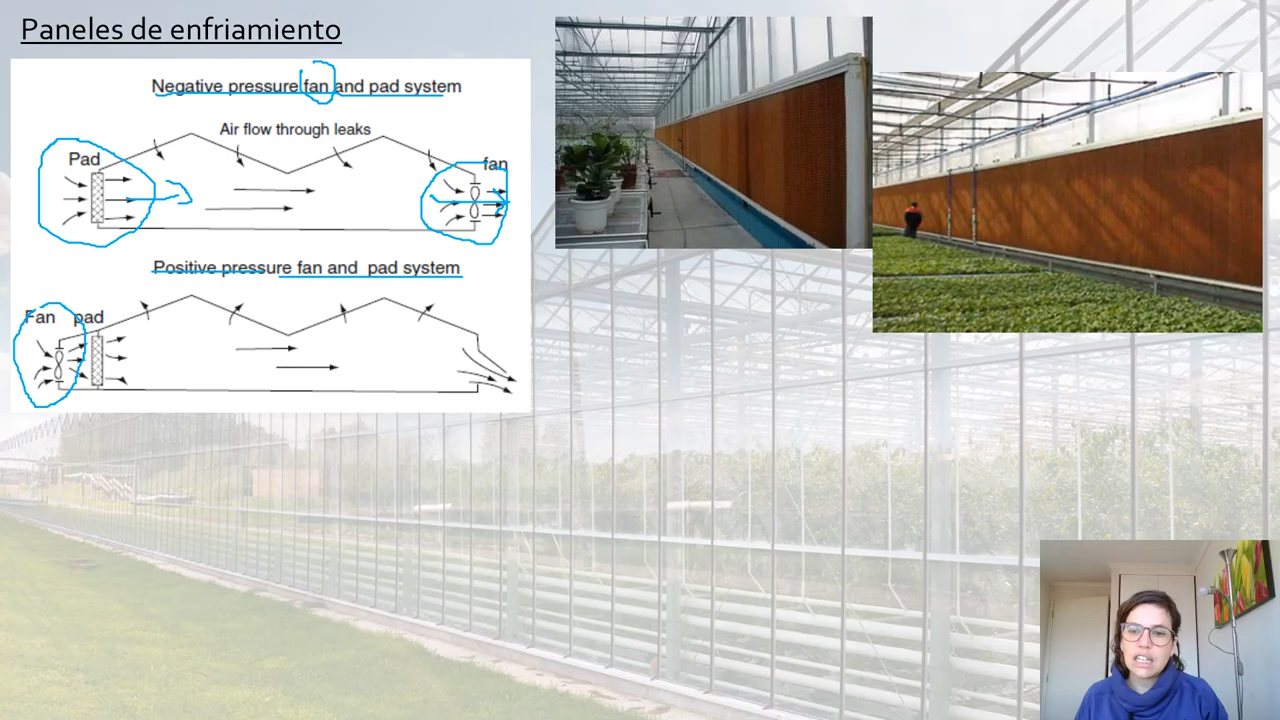 Paneles de enfriamiento
Negative pressure fan and pad system
Air flow through leaks
Pad
fan
Positive pressure fan and pad system
Fan pad